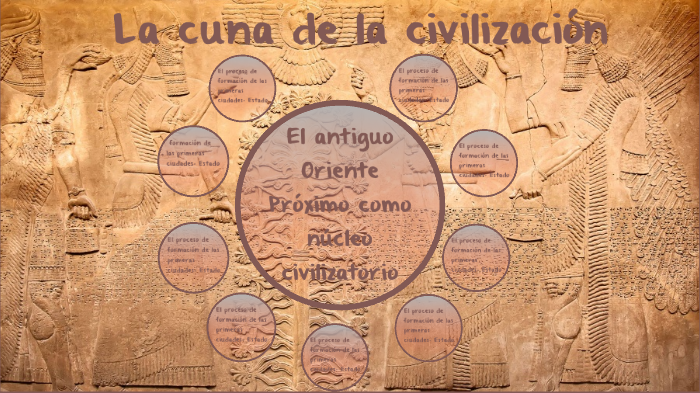 La cuna de la civilización
El proceso de
formación de las
primeras
ciudades- Estado
El proceso de
formación de las
primeras
ciudades- Estado
formación de
las primeras
ciudades- Estado
El antiguo
Oriente
Próximo como
núcleo
civilizatorio
El proceso de
formación de las
primeras
ciudades- Estado
El proceso de
formación de las
primeras
ciudades- Estado
El proceso de
formación de las
primeras
ciudades- Estado
El proceso de
formación de las
primeras
ciudades- Estado
El proceso de
formación de las
primeras
ciudades- Estado
El proceso de
formación de las
primeras
ciudades- Estado